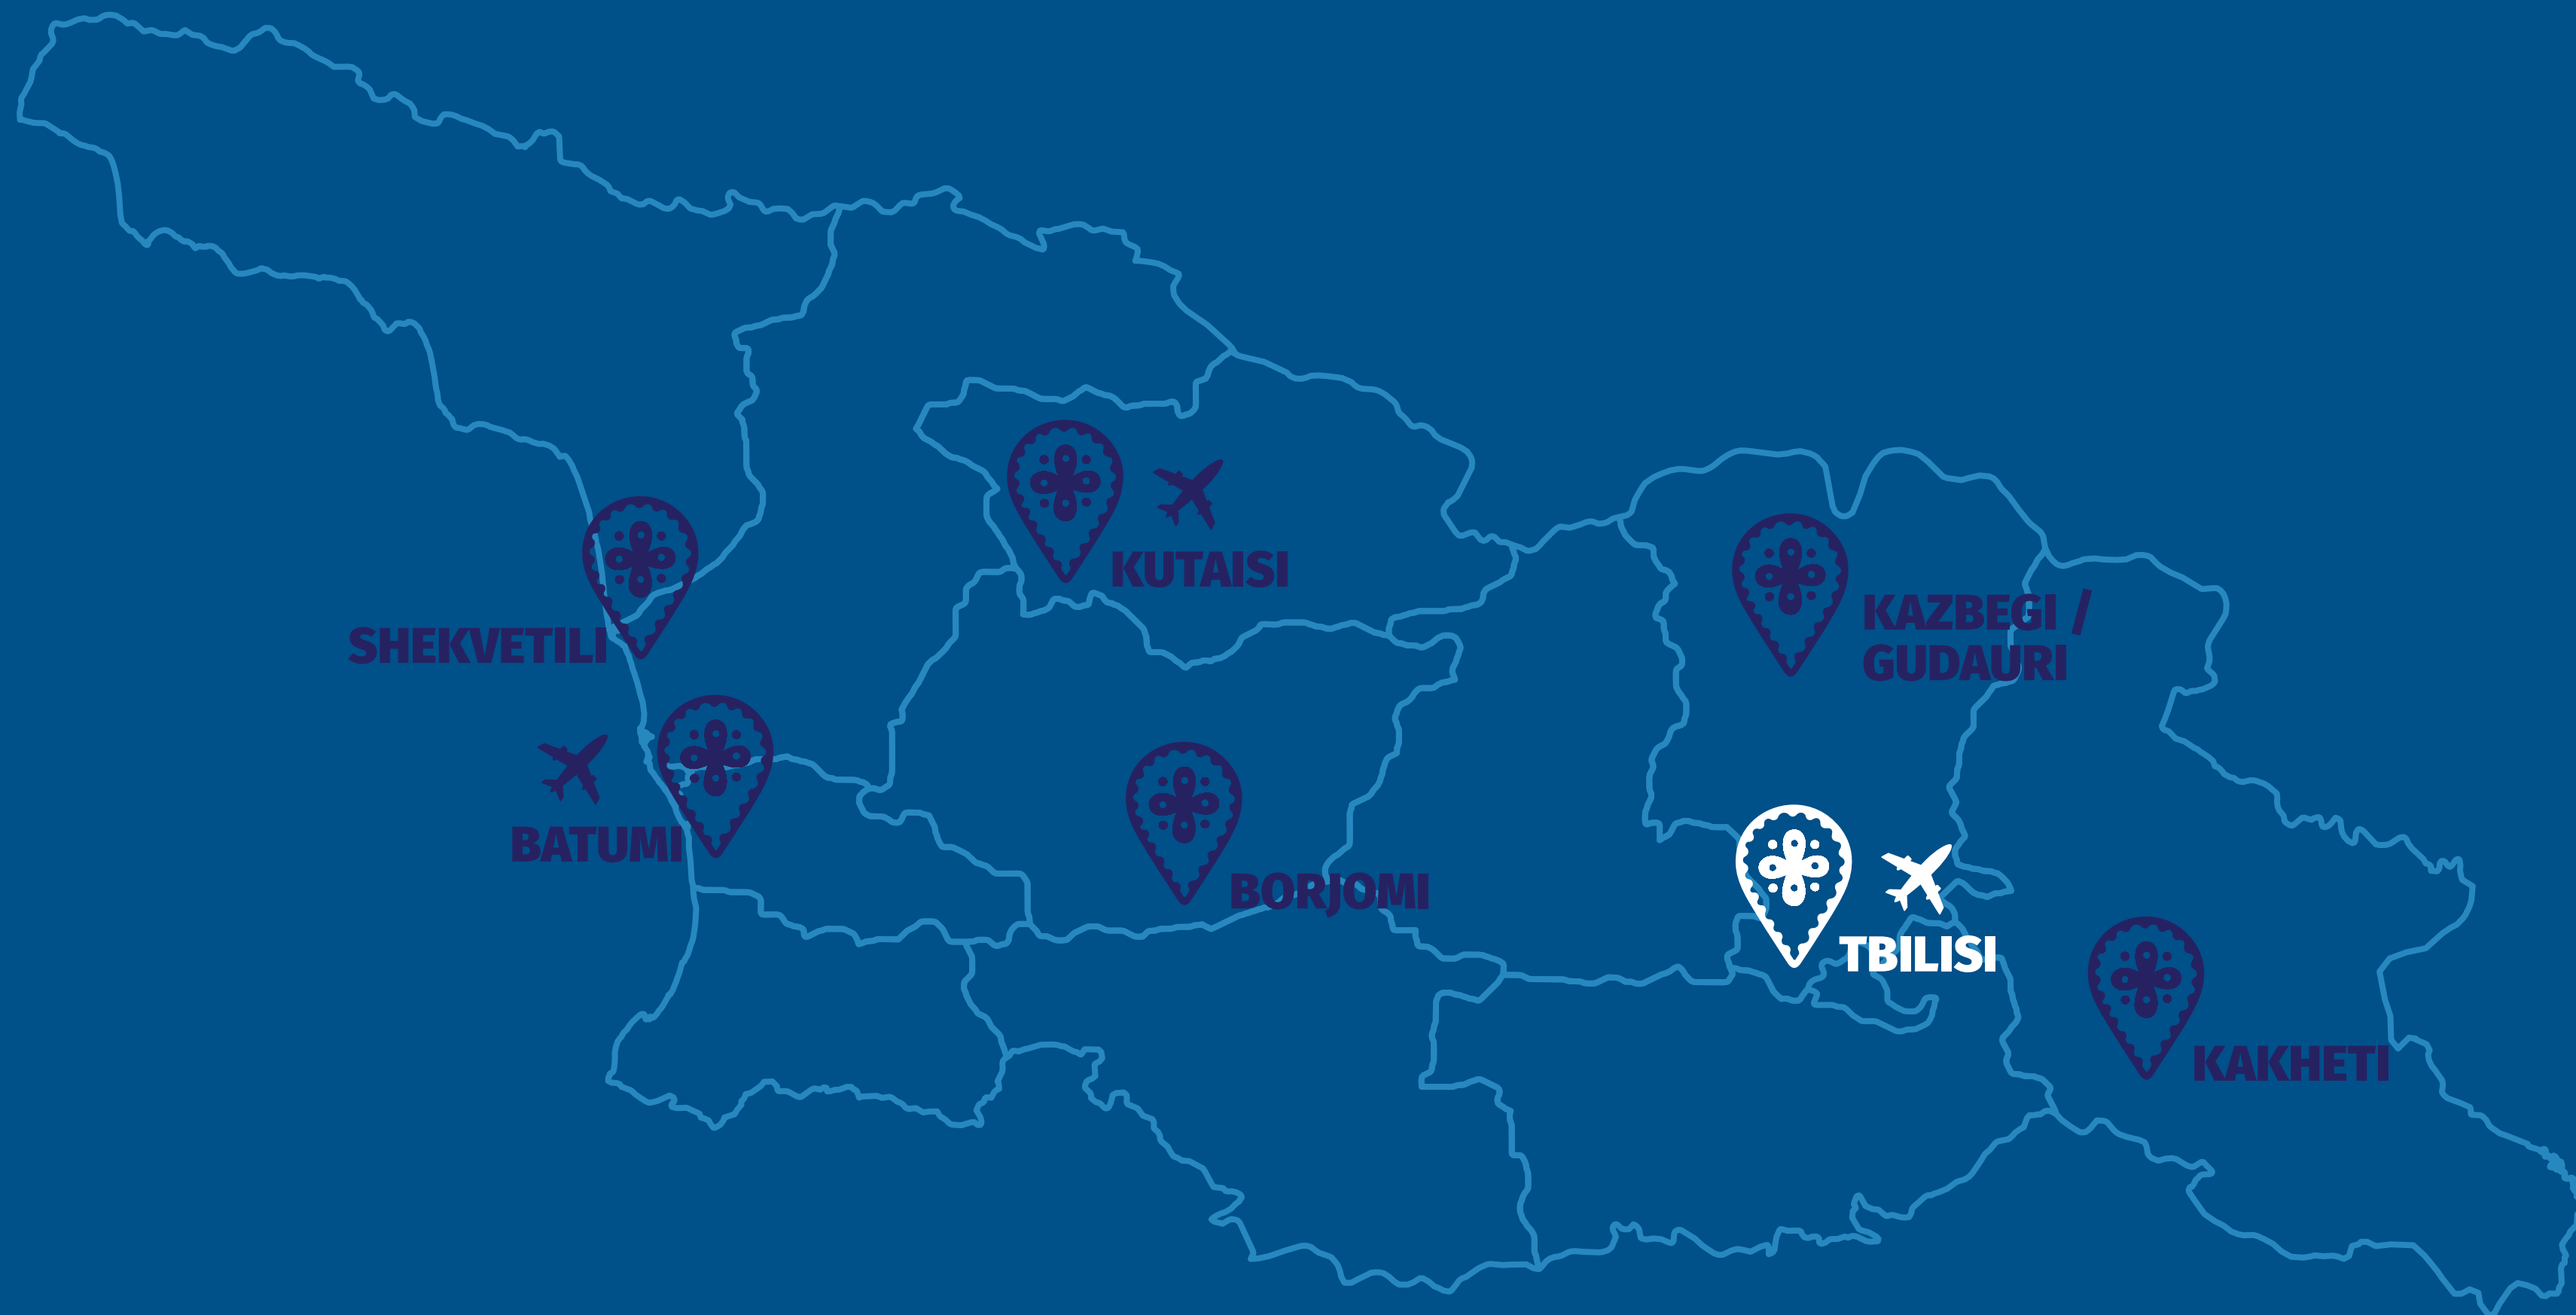 KUTAISI
KAZBEGI /
GUDAURI
SHEKVETILI
BATUMI
BORJOMI
TBILISI
KAKHETI